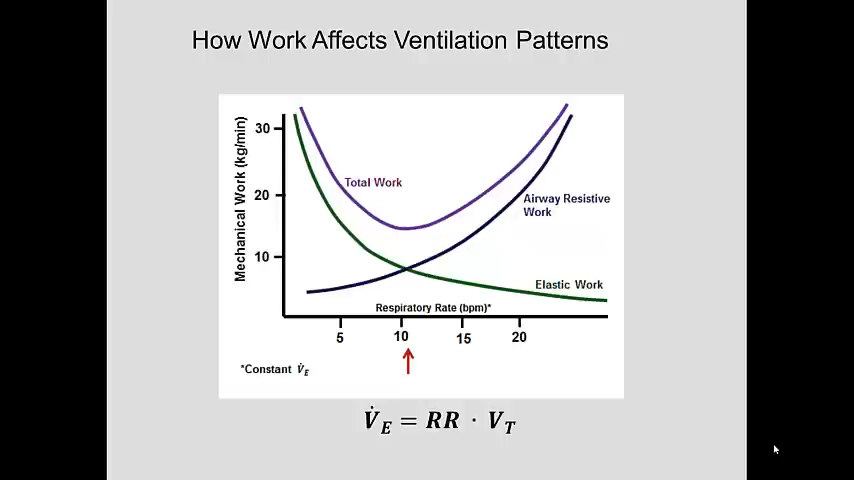 How Work Affects Ventilation Patterns
Mechanical Work (kg/min)
30
20
10
Total Work
Airway Resistive
Work
Elastic Work
Respiratory Rate (bpm)*
5 10 15 20
*Constant V̇E
V̇E = RR · VT